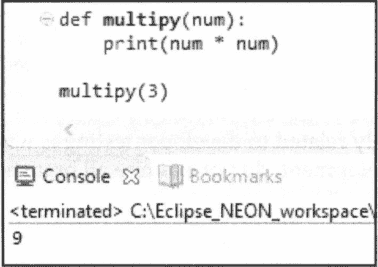 def multipy(num):
    print(num * num)
multipy(3)
Console Bookmarks
<terminated> C:\Eclipse_NEON_workspace\
9